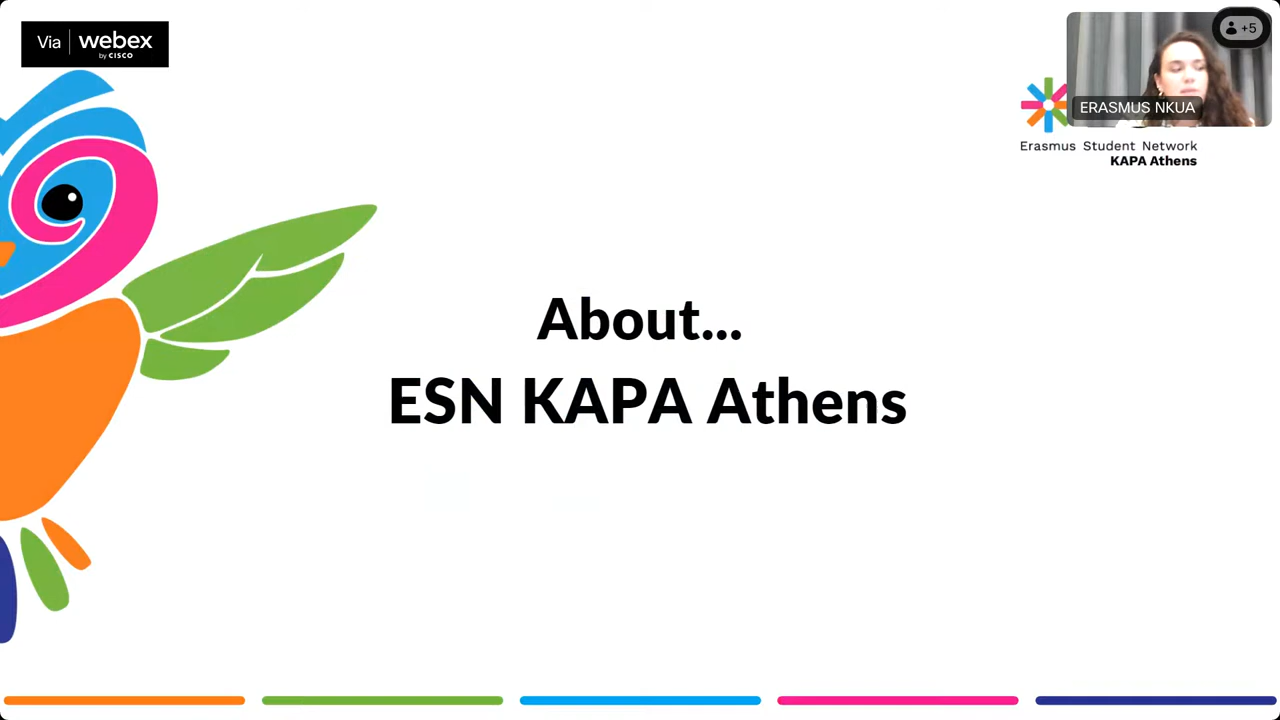 Via webex
by CISCO
+5
ERASMUS NKUA
Erasmus Student Network
KAPA Athens
About...
ESN KAPA Athens